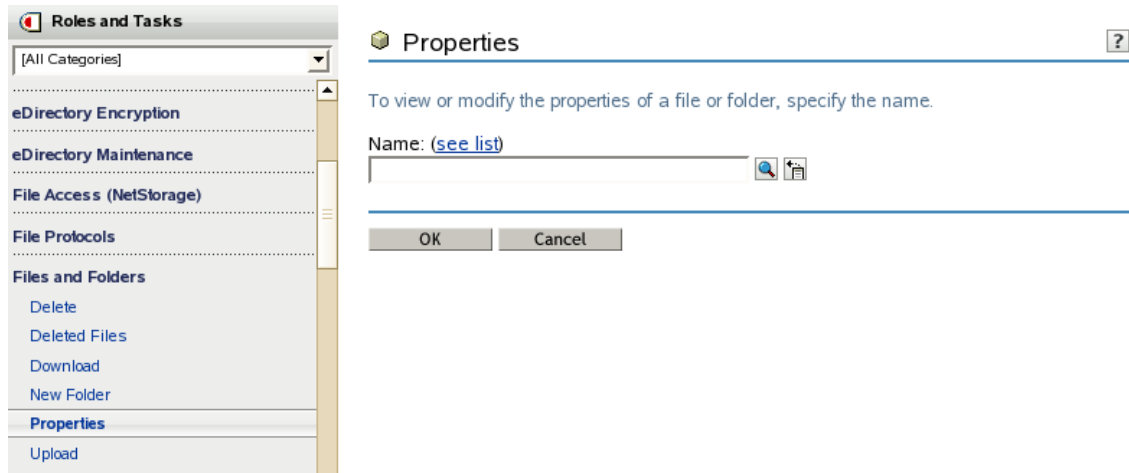 Roles and Tasks
[All Categories]
eDirectory Encryption
eDirectory Maintenance
File Access (NetStorage)
File Protocols
Files and Folders
Delete
Deleted Files
Download
New Folder
Properties
Upload
Properties
?
To view or modify the properties of a file or folder, specify the name.
Name: (see list)
OK Cancel